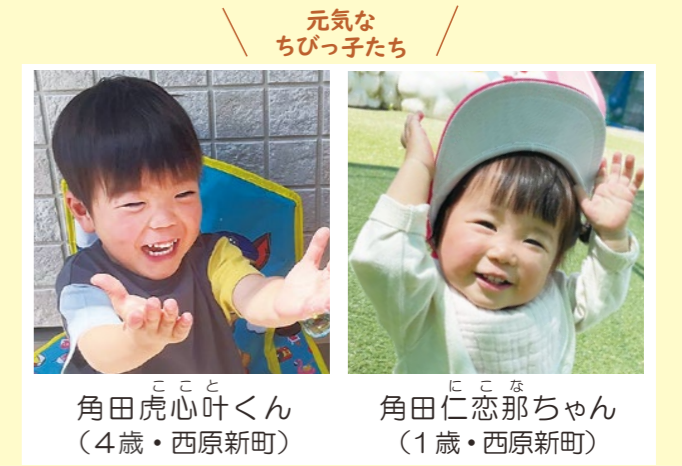 元気な
ちびっ子たち
こ こ と
角田虎心叶くん
（４歳・西原新町）
に こ な
角田仁恋那ちゃん
（１歳・西原新町）